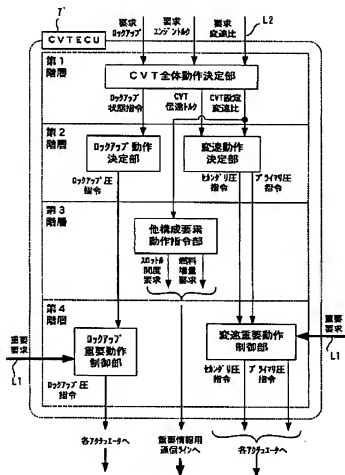 7'
CVTECU
要求
ロックアップ
要求
エンジントルク
要求
変速比
L2
第1
階層
CVT全体動作決定部
ロックアップ
状態指令
CVT
伝達トルク
CVT設定
変速比
第2
階層
ロックアップ動作
決定部
変速動作
決定部
ロックアップ圧
指令
セカンダリ圧
指令
プライマリ圧
指令
第3
階層
他構成要素
動作指令部
スロットル
開度
要求
燃料
増量
要求
第4
階層
重要
要求
L1
ロックアップ
重要動作
制御部
変速重要動作
制御部
重要
要求
L1
ロックアップ圧
指令
セカンダリ圧
指令
プライマリ圧
指令
各アクチュエータへ
重要情報用
通信ラインへ
各アクチュエータへ